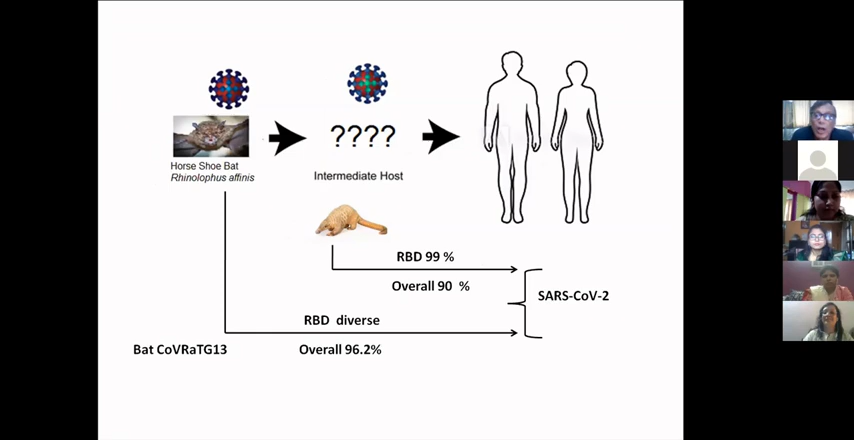 ????
Horse Shoe Bat
Rhinolophus affinis
Intermediate Host
RBD 99 %
Overall 90 %
SARS-CoV-2
RBD diverse
Bat CoVRaTG13
Overall 96.2%